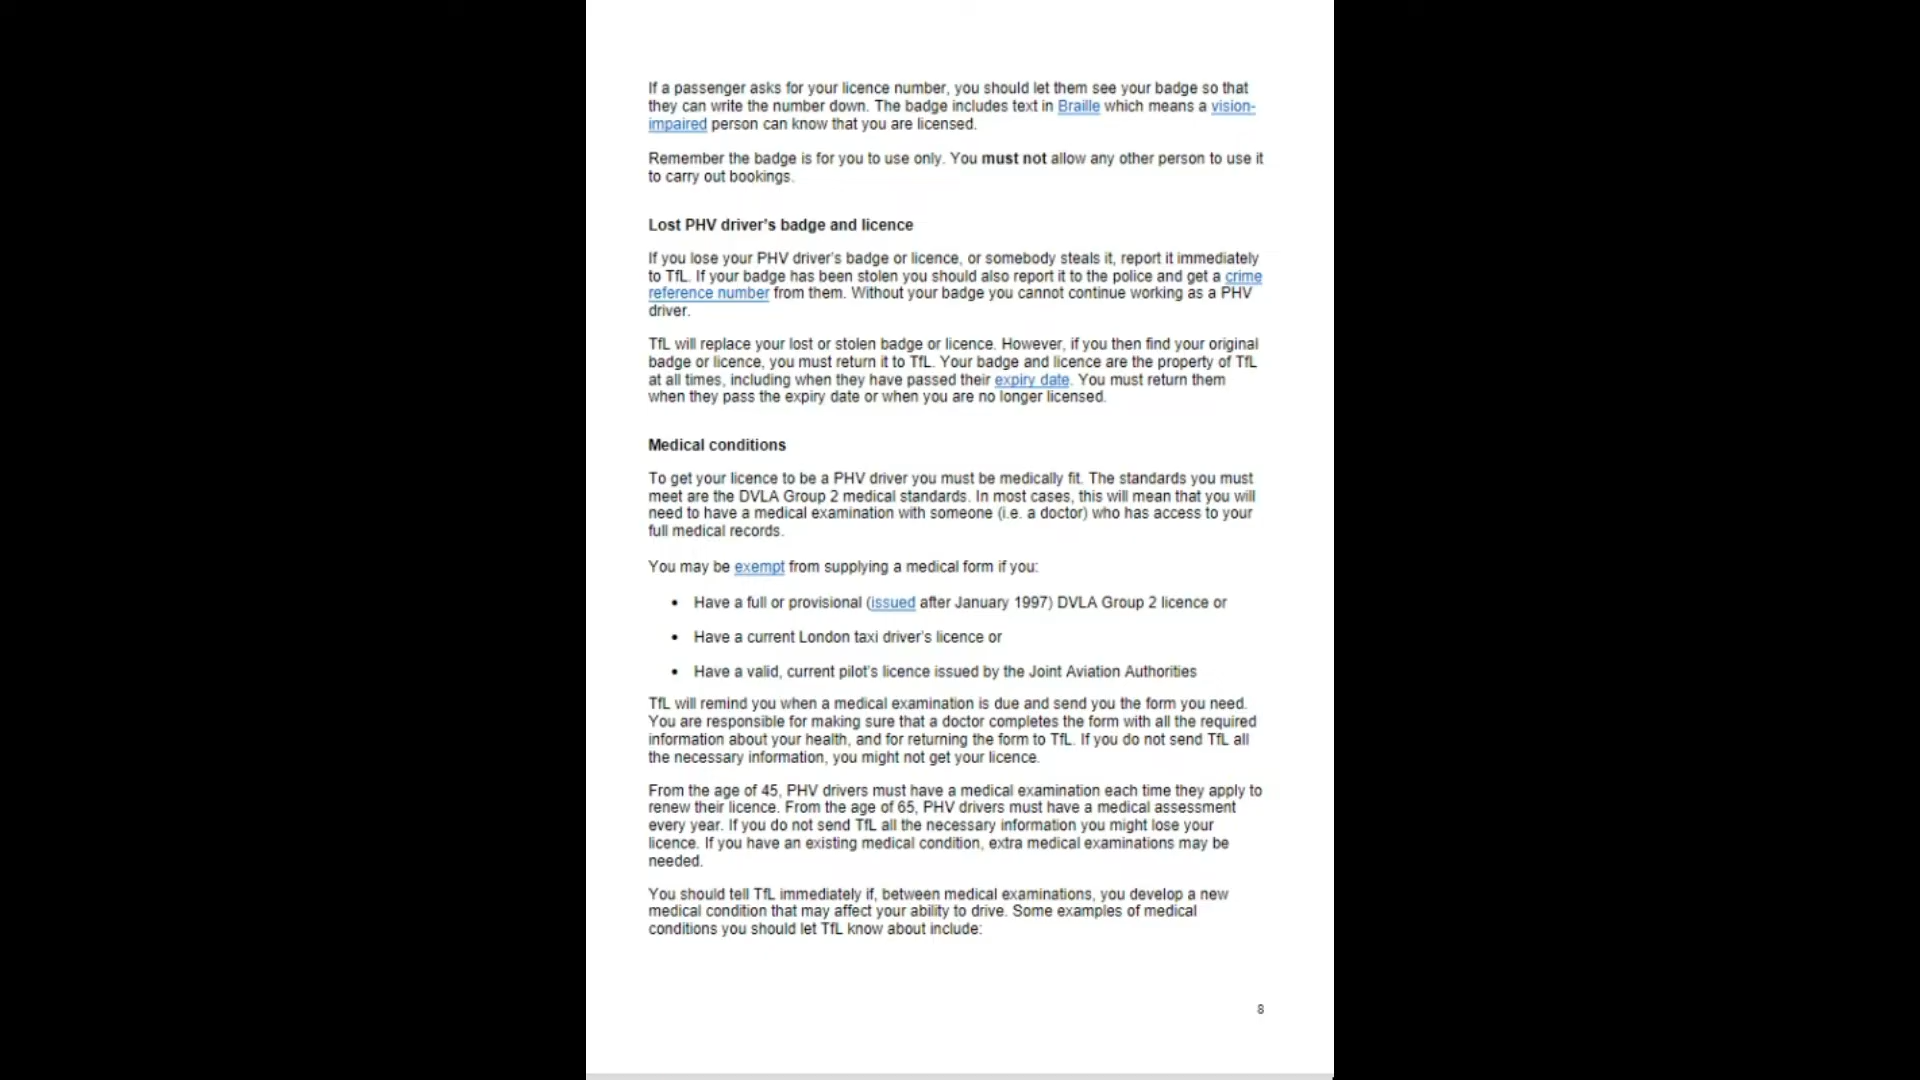 If a passenger asks for your licence number, you should let them see your badge so that
they can write the number down. The badge includes text in Braille which means a vision-
impaired person can know that you are licensed.
Remember the badge is for you to use only. You must not allow any other person to use it
to carry out bookings.
Lost PHV driver's badge and licence
If you lose your PHV driver's badge or licence, or somebody steals it, report it immediately
to TfL. If your badge has been stolen you should also report it to the police and get a crime
reference number from them. Without your badge you cannot continue working as a PHV
driver.
TfL will replace your lost or stolen badge or licence. However, if you then find your original
badge or licence, you must return it to TfL. Your badge and licence are the property of TfL
at all times, including when they have passed their expiry date. You must return them
when they pass the expiry date or when you are no longer licensed.
Medical conditions
To get your licence to be a PHV driver you must be medically fit. The standards you must
meet are the DVLA Group 2 medical standards. In most cases, this will mean that you will
need to have a medical examination with someone (i.e. a doctor) who has access to your
full medical records.
You may be exempt from supplying a medical form if you:
• Have a full or provisional (issued after January 1997) DVLA Group 2 licence or
• Have a current London taxi driver's licence or
• Have a valid, current pilot's licence issued by the Joint Aviation Authorities
TfL will remind you when a medical examination is due and send you the form you need.
You are responsible for making sure that a doctor completes the form with all the required
information about your health, and for returning the form to TfL. If you do not send TfL all
the necessary information, you might not get your licence.
From the age of 45, PHV drivers must have a medical examination each time they apply to
renew their licence. From the age of 65, PHV drivers must have a medical assessment
every year. If you do not send TfL all the necessary information you might lose your
licence. If you have an existing medical condition, extra medical examinations may be
needed.
You should tell TfL immediately if, between medical examinations, you develop a new
medical condition that may affect your ability to drive. Some examples of medical
conditions you should let TfL know about include:
8